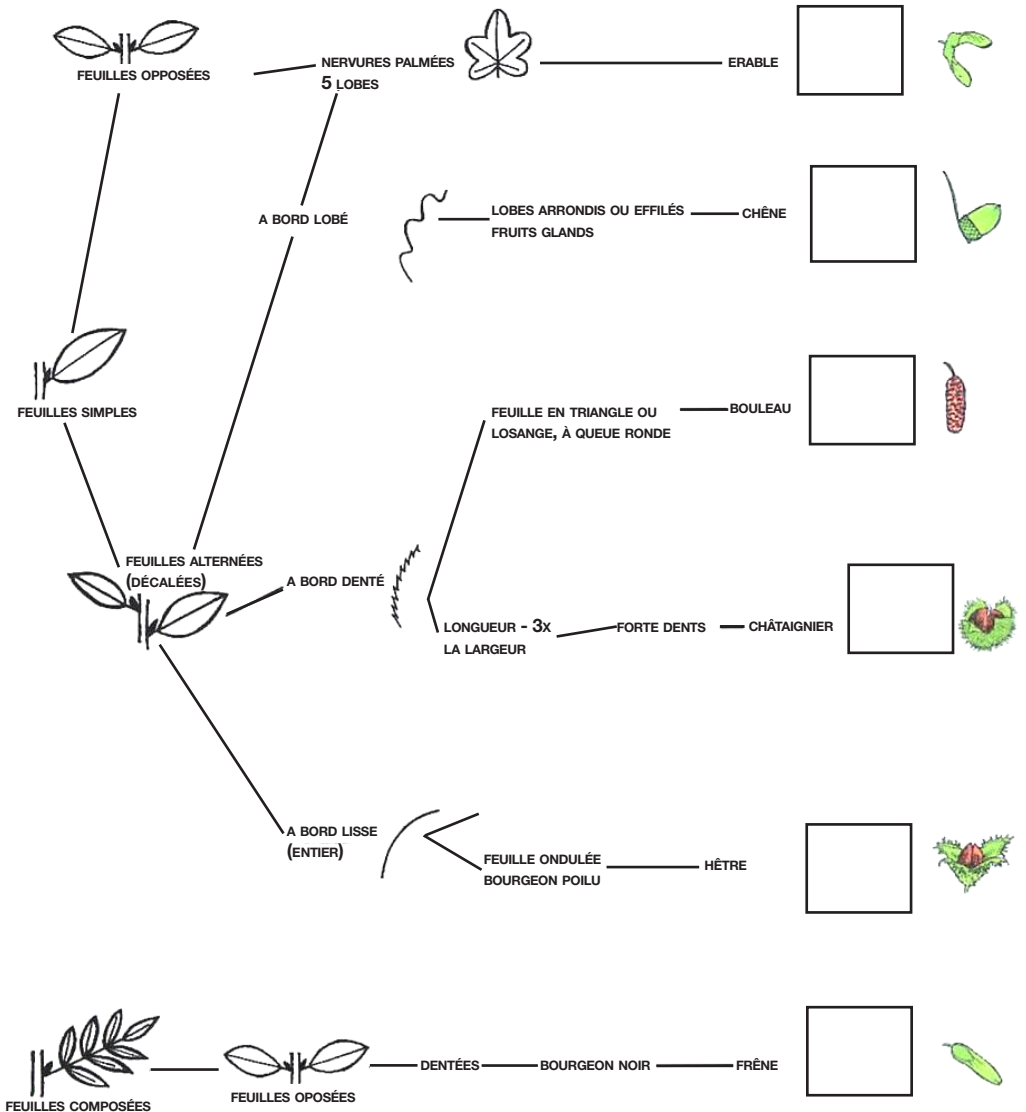 FEUILLES OPPOSÉES
NERVURES PALMÉES
5 LOBES
ERABLE
A BORD LOBÉ
LOBES ARRONDIS OU EFFILÉS
FRUITS GLANDS
CHÊNE
FEUILLES SIMPLES
FEUILLE EN TRIANGLE OU
LOSANGE, À QUEUE RONDE
BOULEAU
FEUILLES ALTERNÉES
(DÉCALÉES)
A BORD DENTÉ
LONGUEUR - 3X
LA LARGEUR
FORTE DENTS
CHÂTAIGNIER
A BORD LISSE
(ENTIER)
FEUILLE ONDULÉE
BOURGEON POILU
HÊTRE
FEUILLES COMPOSÉES
FEUILLES OPOSÉES
DENTÉES
BOURGEON NOIR
FRÊNE